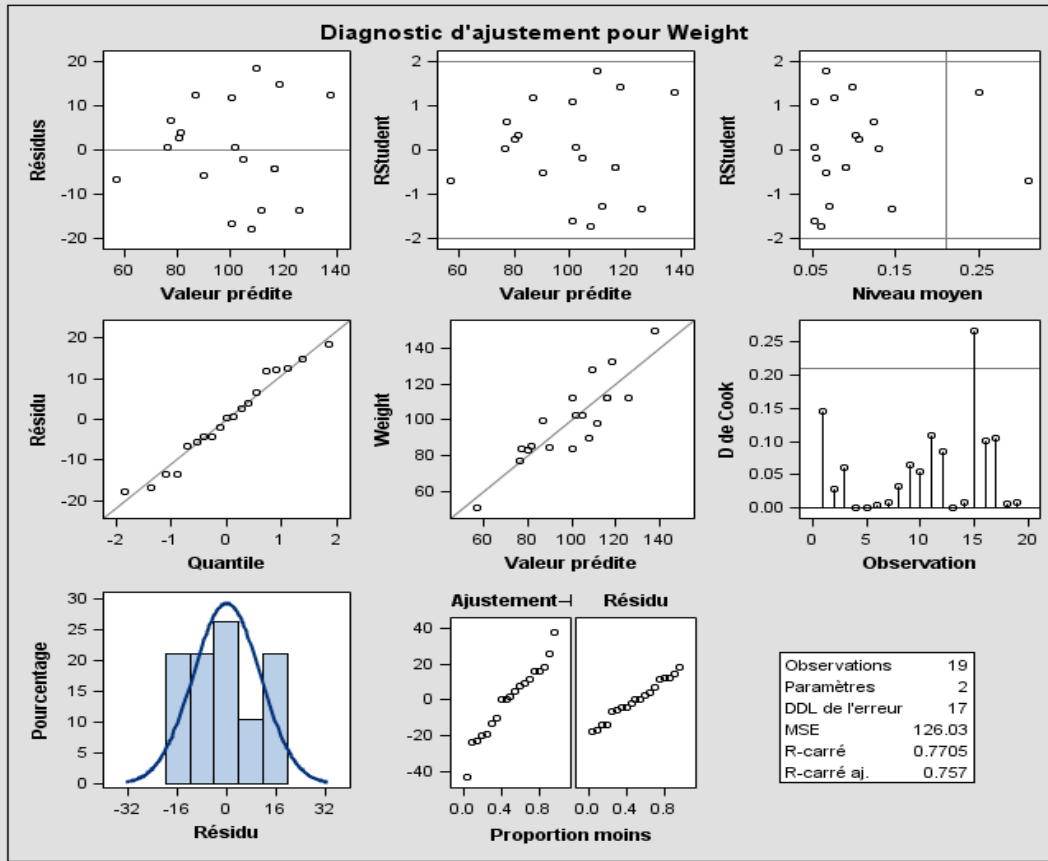 Diagnostic d'ajustement pour Weight
Résidus
20
10
0
-10
-20
60 80 100 120 140
Valeur prédite
RStudent
2
1
0
-1
-2
60 80 100 120 140
Valeur prédite
RStudent
2
1
0
-1
-2
0.05 0.15 0.25
Niveau moyen
Résidu
20
10
0
-10
-20
-2 -1 0 1 2
Quantile
Weight
140
120
100
80
60
60 80 100 120 140
Valeur prédite
D de Cook
0.25
0.20
0.15
0.10
0.05
0.00
0 5 10 15 20
Observation
Pourcentage
30
25
20
15
10
5
0
-32 -16 0 16 32
Résidu
Ajustement– Résidu
40
20
0
-20
-40
0.0 0.4 0.8 0.0 0.4 0.8
Proportion moins
Observations 19
Paramètres 2
DDL de l'erreur 17
MSE 126.03
R-carré 0.7705
R-carré aj. 0.757